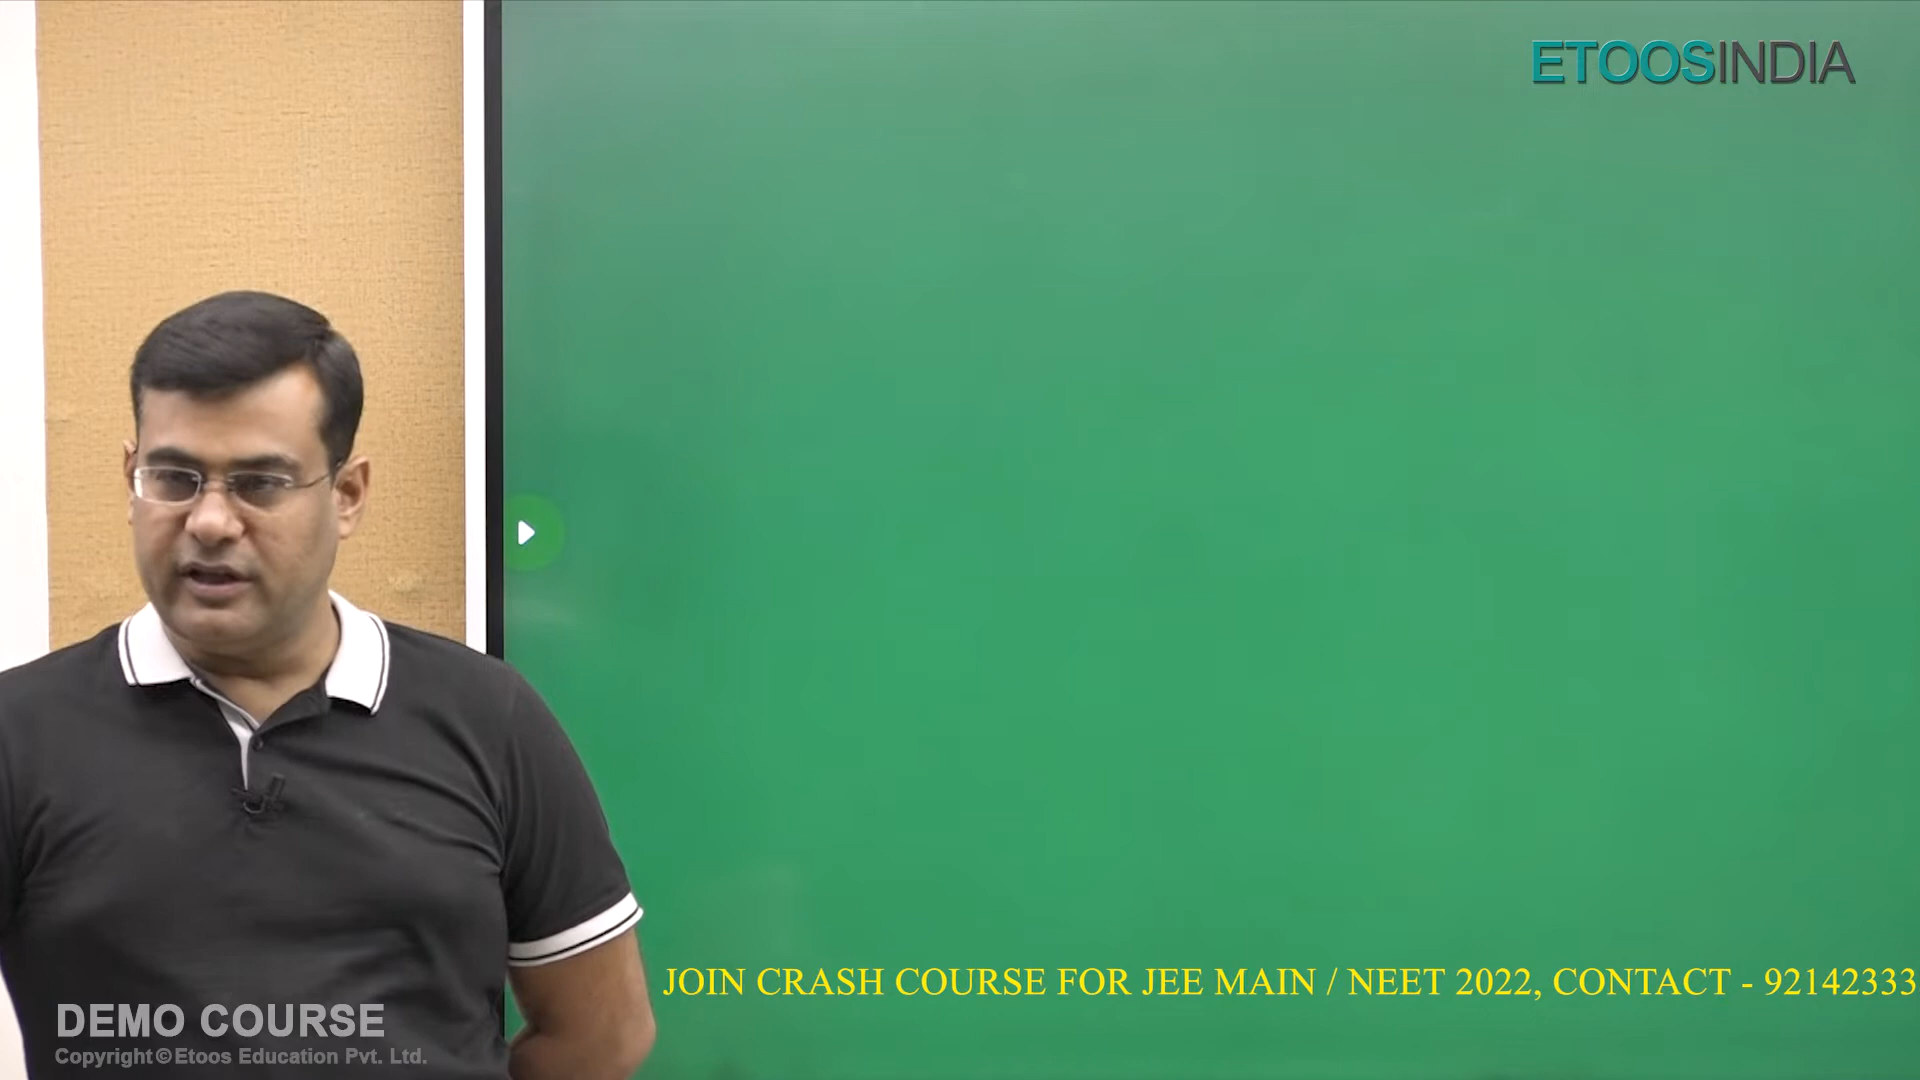 ETOOSINDIA
JOIN CRASH COURSE FOR JEE MAIN / NEET 2022, CONTACT - 92142333
DEMO COURSE
Copyright©Etoos Education Pvt. Ltd.